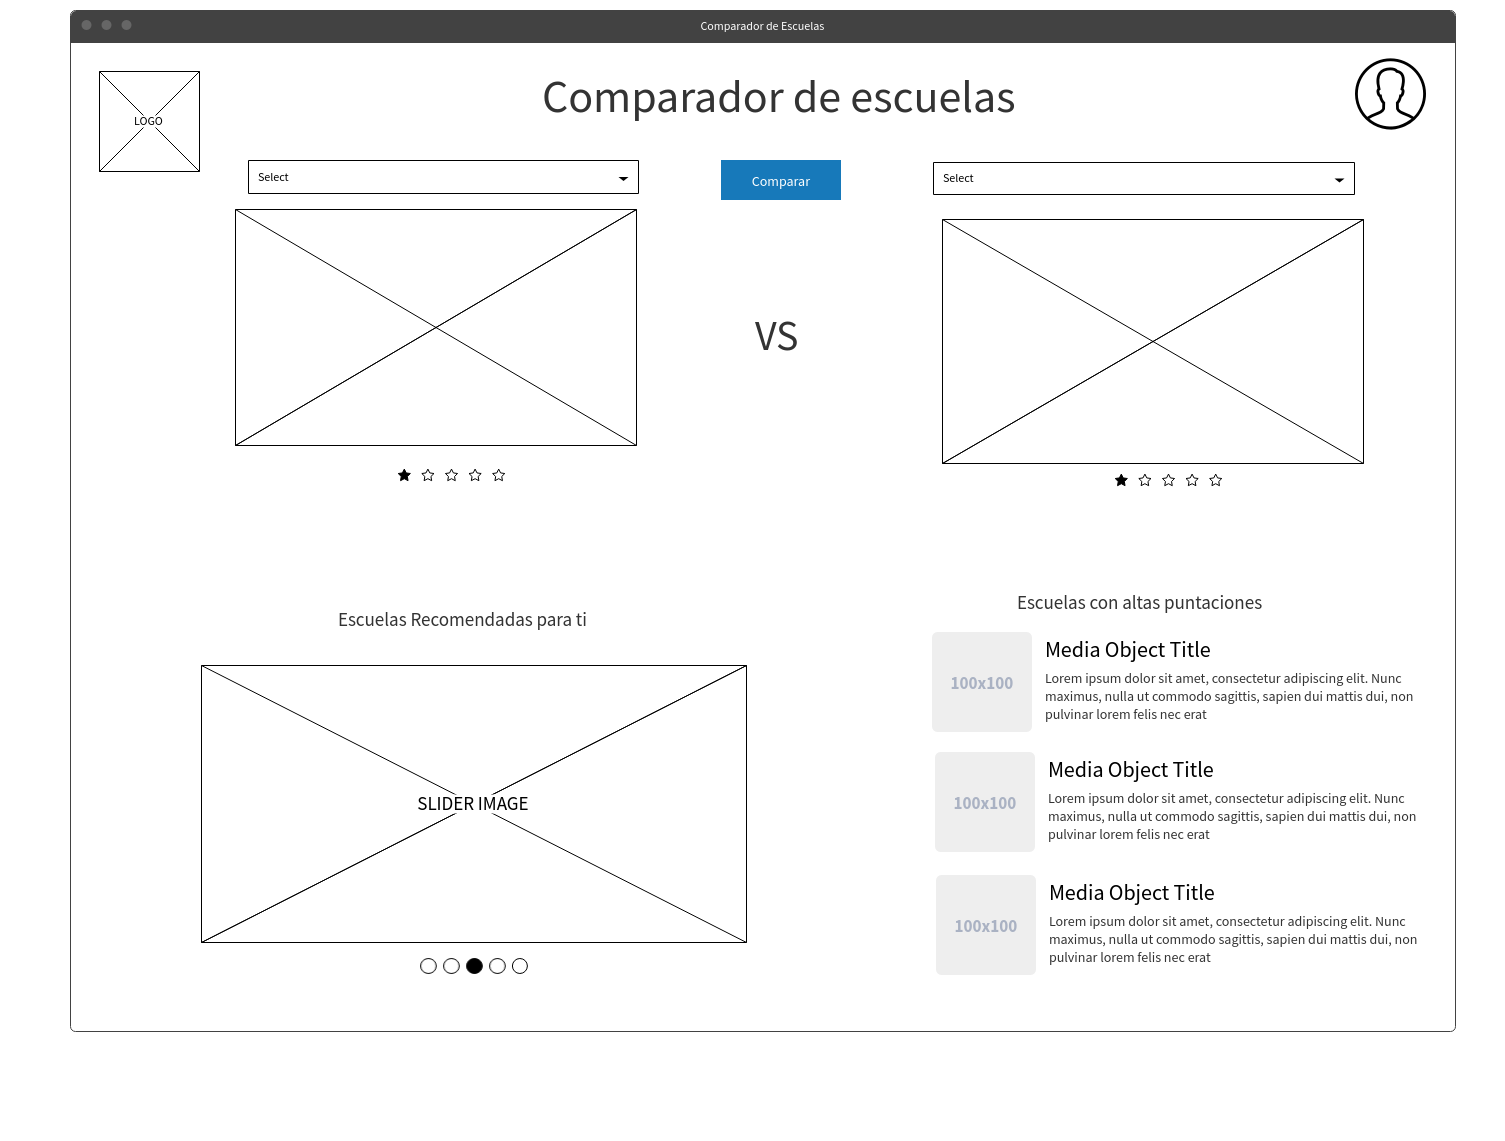 Comparador de Escuelas
LOGO
Comparador de escuelas
Select
Comparar
Select
VS
Escuelas Recomendadas para ti
SLIDER IMAGE
Escuelas con altas puntaciones
100x100
Media Object Title
Lorem ipsum dolor sit amet, consectetur adipiscing elit. Nunc
maximus, nulla ut commodo sagittis, sapien dui mattis dui, non
pulvinar lorem felis nec erat
100x100
Media Object Title
Lorem ipsum dolor sit amet, consectetur adipiscing elit. Nunc
maximus, nulla ut commodo sagittis, sapien dui mattis dui, non
pulvinar lorem felis nec erat
100x100
Media Object Title
Lorem ipsum dolor sit amet, consectetur adipiscing elit. Nunc
maximus, nulla ut commodo sagittis, sapien dui mattis dui, non
pulvinar lorem felis nec erat